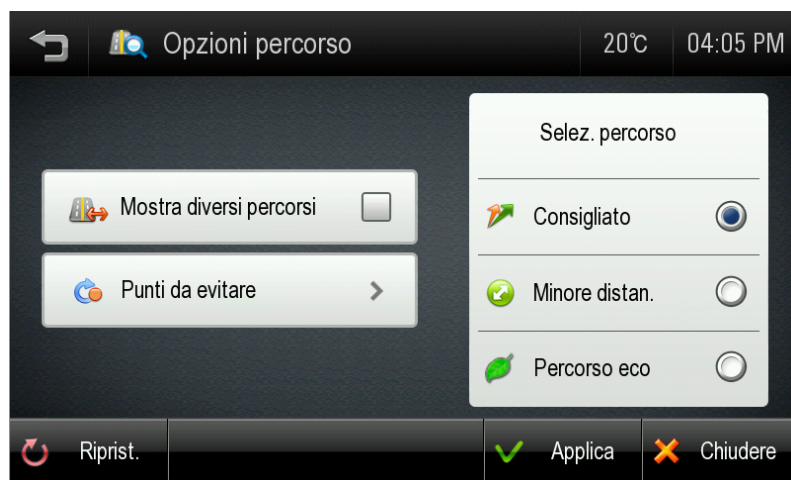 Opzioni percorso 20℃ 04:05 PM
Selez. percorso
Mostra diversi percorsi
Consigliato
Punti da evitare
Minore distan.
Percorso eco
Riprist. Applica Chiudere